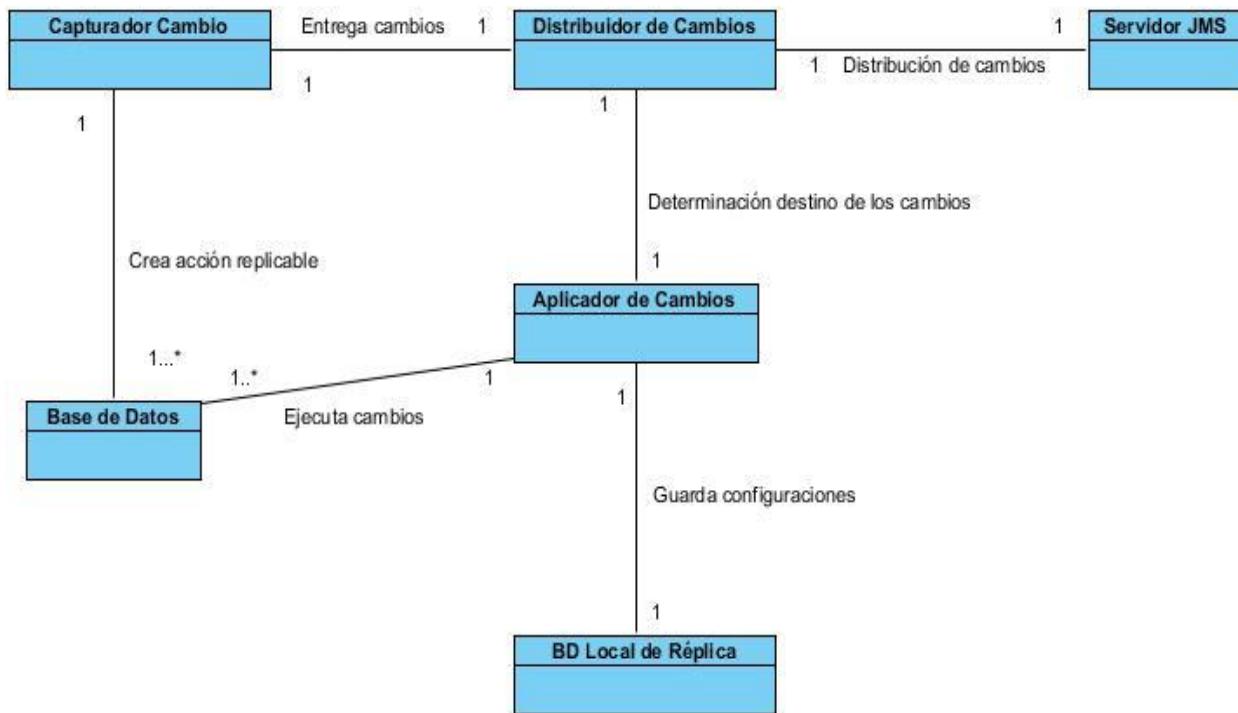 Capturador Cambio
Entrega cambios
1
1
Distribuidor de Cambios
1
1
Distribución de cambios
Servidor JMS
1
1
Determinación destino de los cambios
Crea acción replicable
1
Aplicador de Cambios
1...*
1..*
1
Ejecuta cambios
1
Base de Datos
Guarda configuraciones
1
BD Local de Réplica